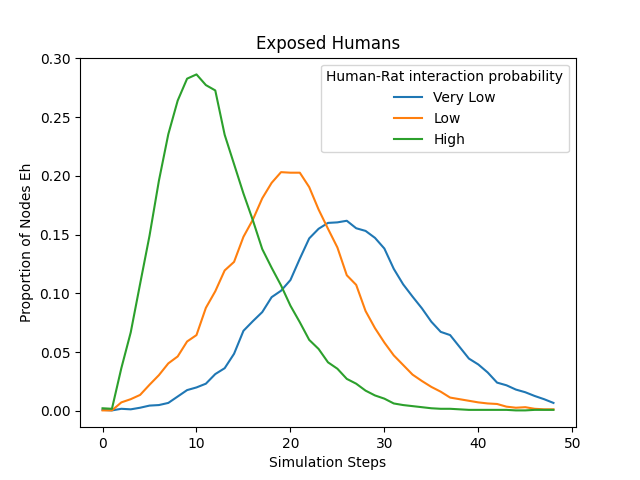 Exposed Humans
Human-Rat interaction probability
Very Low
Low
High
Proportion of Nodes Eh
0.30
0.25
0.20
0.15
0.10
0.05
0.00
0 10 20 30 40 50
Simulation Steps